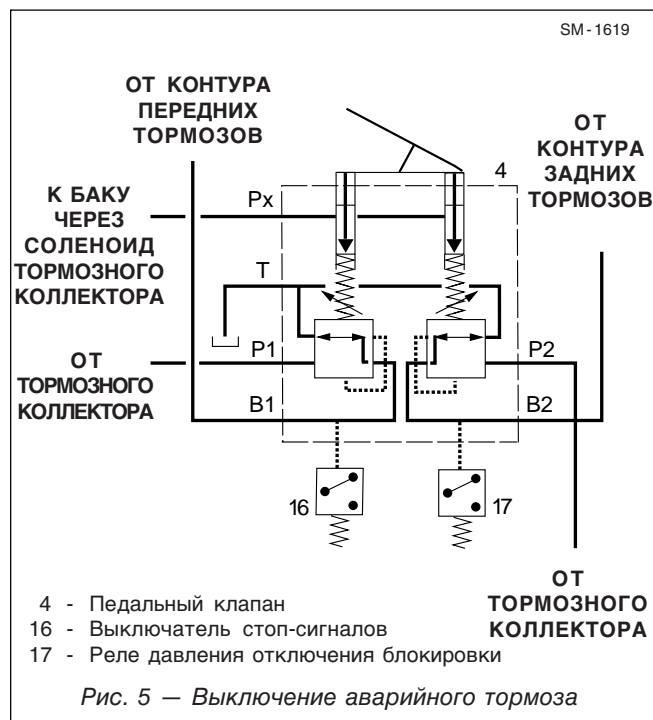 SM - 1619
ОТ КОНТУРА
ПЕРЕДНИХ
ТОРМОЗОВ
ОТ
КОНТУРА
ЗАДНИХ
ТОРМОЗОВ
4
К БАКУ
ЧЕРЕЗ
СОЛЕНОИД
ТОРМОЗНОГО
КОЛЛЕКТОРА
Px
T
ОТ
ТОРМОЗНОГО
КОЛЛЕКТОРА
P1
P2
B1
B2
16
17
ОТ
ТОРМОЗНОГО
КОЛЛЕКТОРА
4 - Педальный клапан
16 - Выключатель стоп-сигналов
17 - Реле давления отключения блокировки
Рис. 5 — Выключение аварийного тормоза